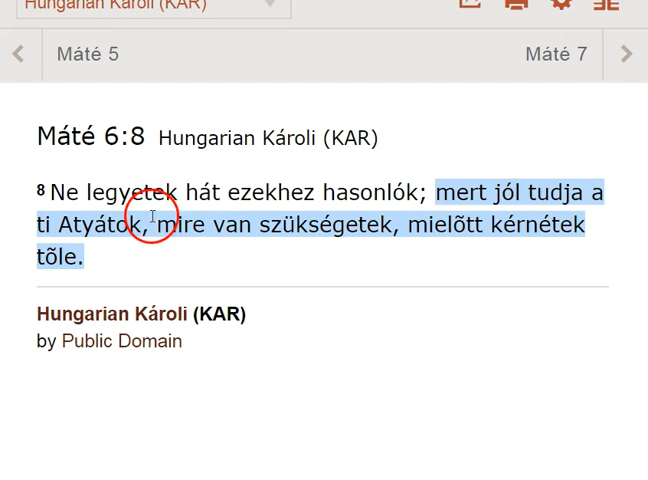 Hungarian Károli (KAR)
Máté 5
Máté 7
Máté 6:8 Hungarian Károli (KAR)
8 Ne legyetek hát ezekhez hasonlók; mert jól tudja a
ti Atyátok, mire van szükségetek, mielõtt kérnétek
tõle.
Hungarian Károli (KAR)
by Public Domain